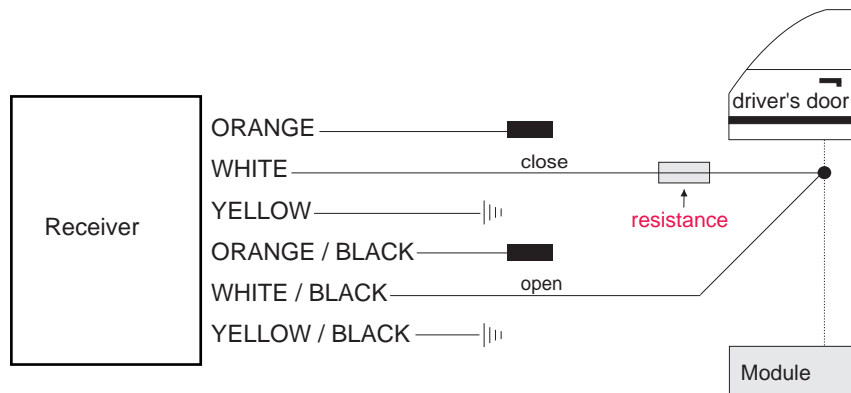 driver's door
ORANGE
WHITE
close
resistance
YELLOW
Receiver
ORANGE / BLACK
WHITE / BLACK
open
YELLOW / BLACK
Module